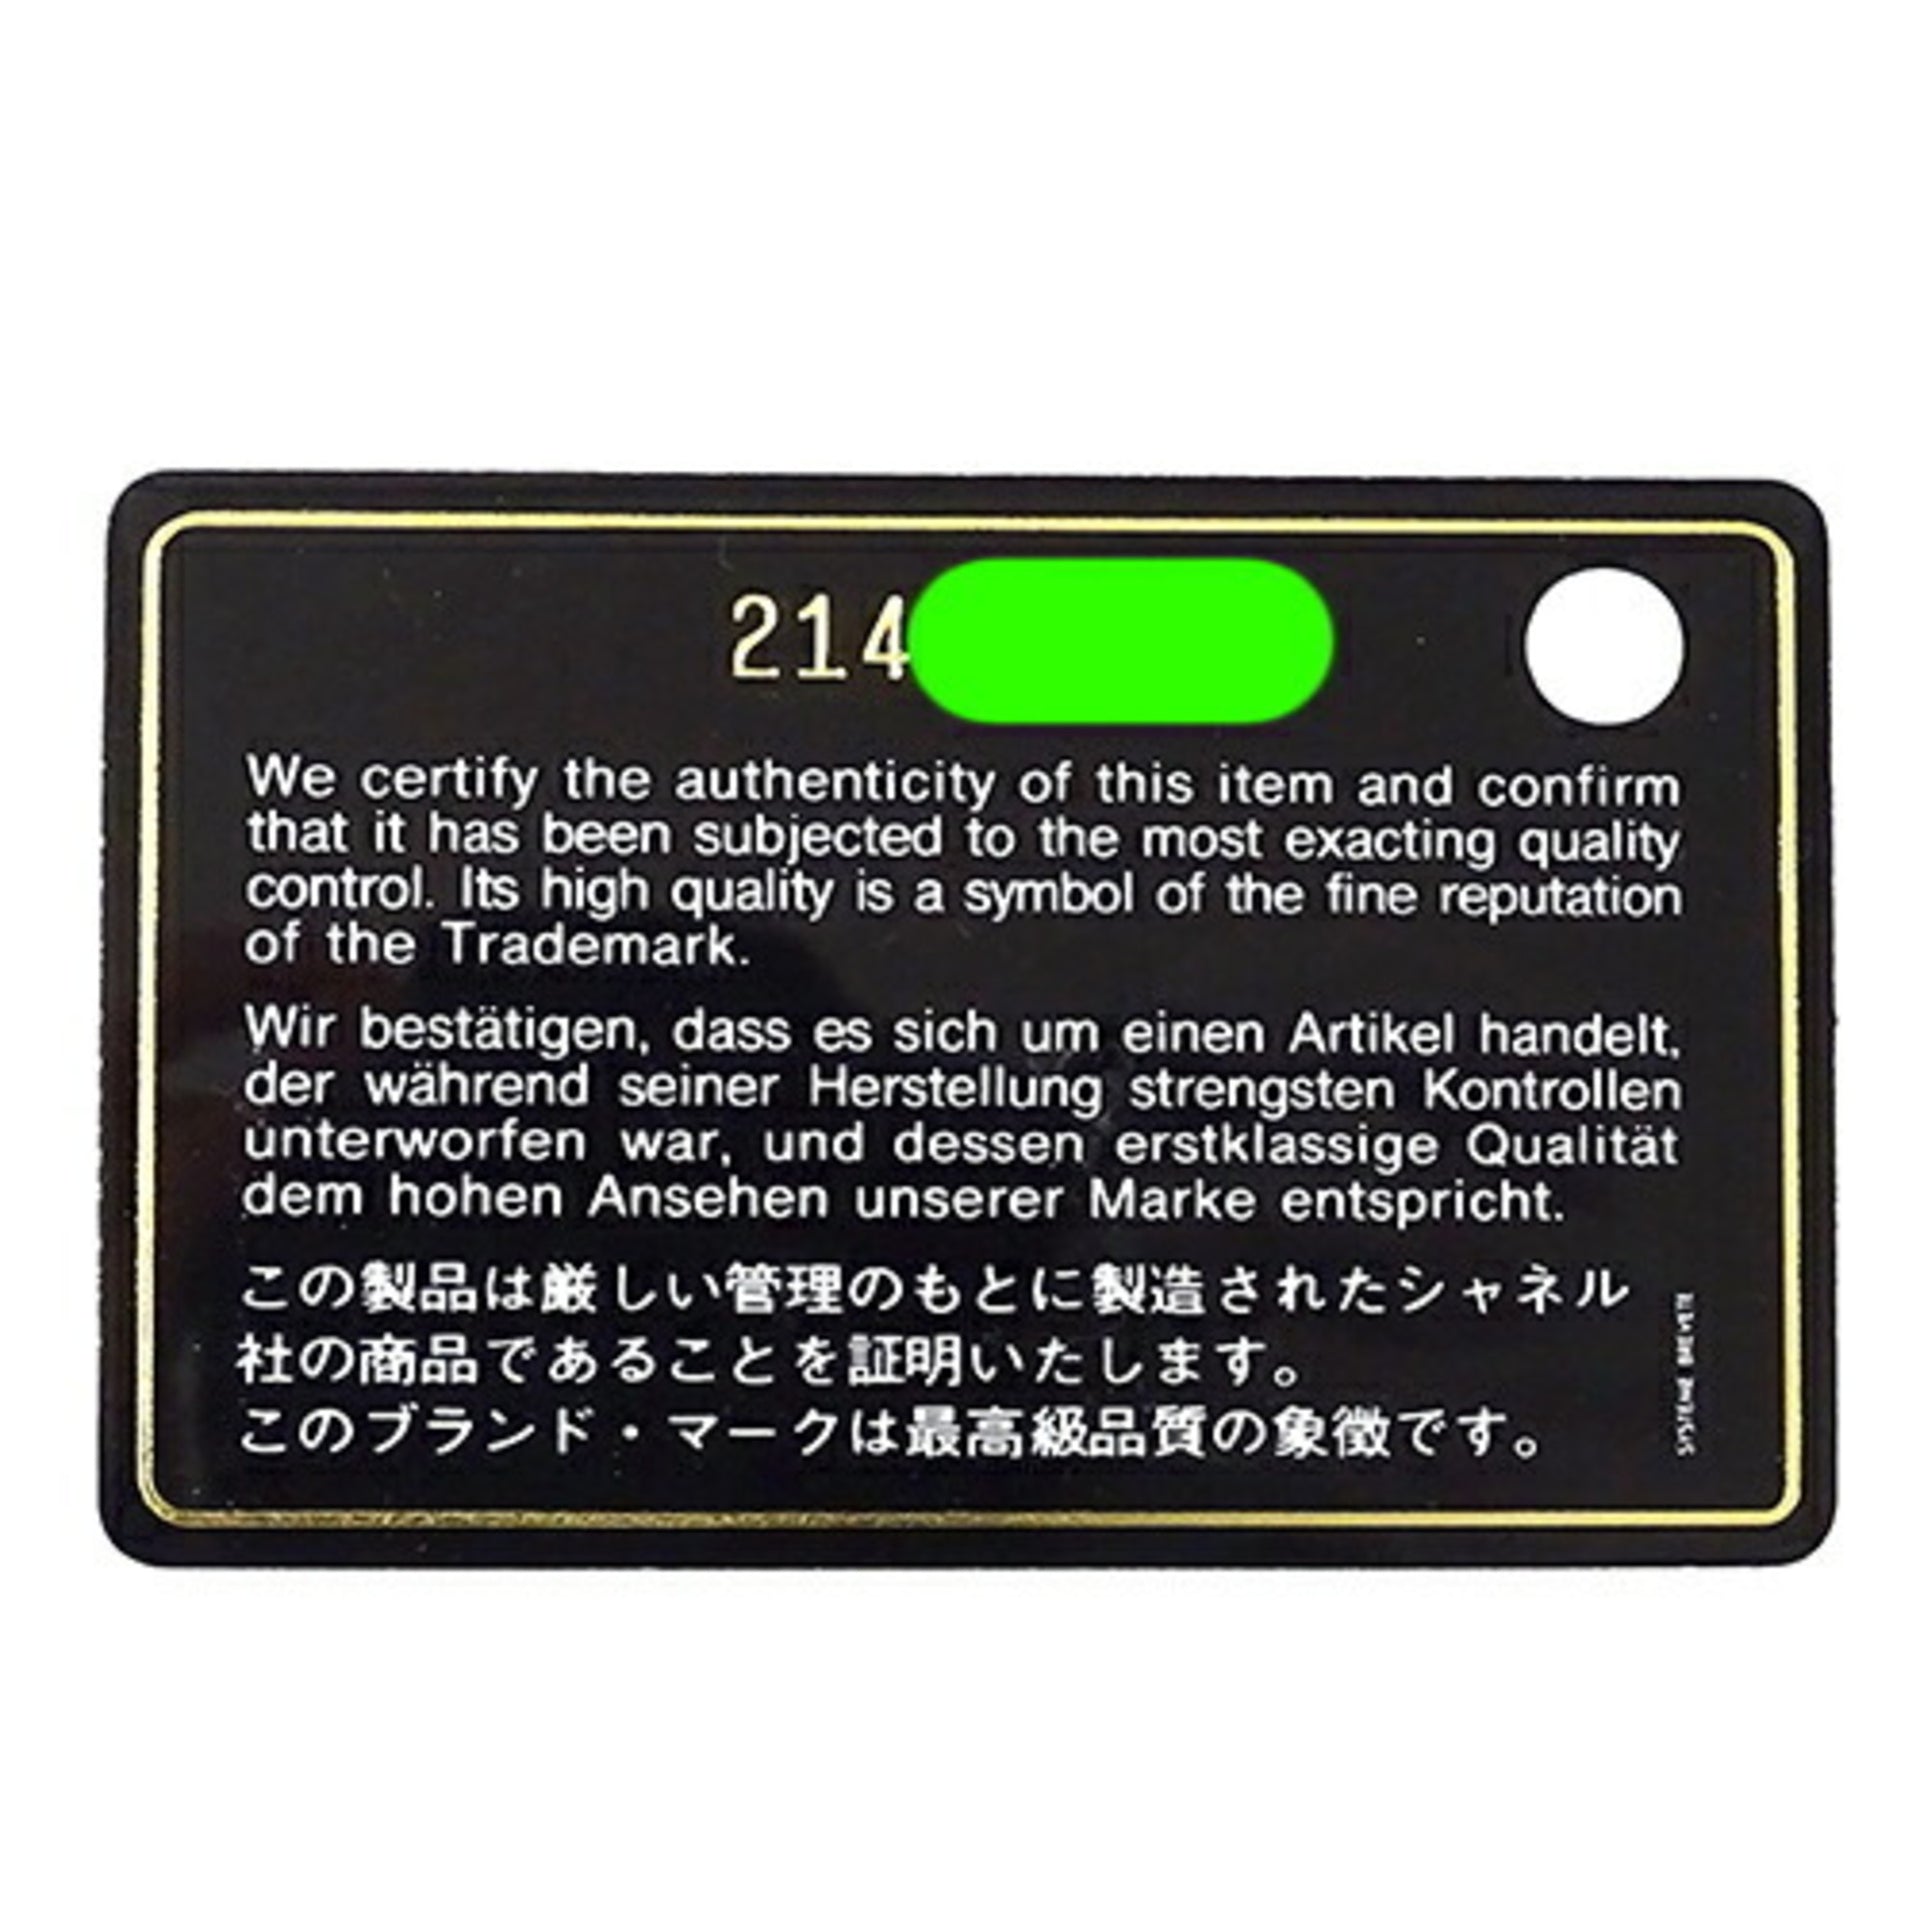 214
We certify the authenticity of this item and confirm
that it has been subjected to the most exacting quality
control. Its high quality is a symbol of the fine reputation
of the Trademark.
Wir bestätigen, dass es sich um einen Artikel handelt,
der während seiner Herstellung strengsten Kontrollen
unterworfen war, und dessen erstklassige Qualität
dem hohen Ansehen unserer Marke entspricht.
この製品は厳しい管理のもとに製造されたシャネル
社の商品であることを証明いたします。
このブランド・マークは最高級品質の象徴です。
SYSTEME BREVETE